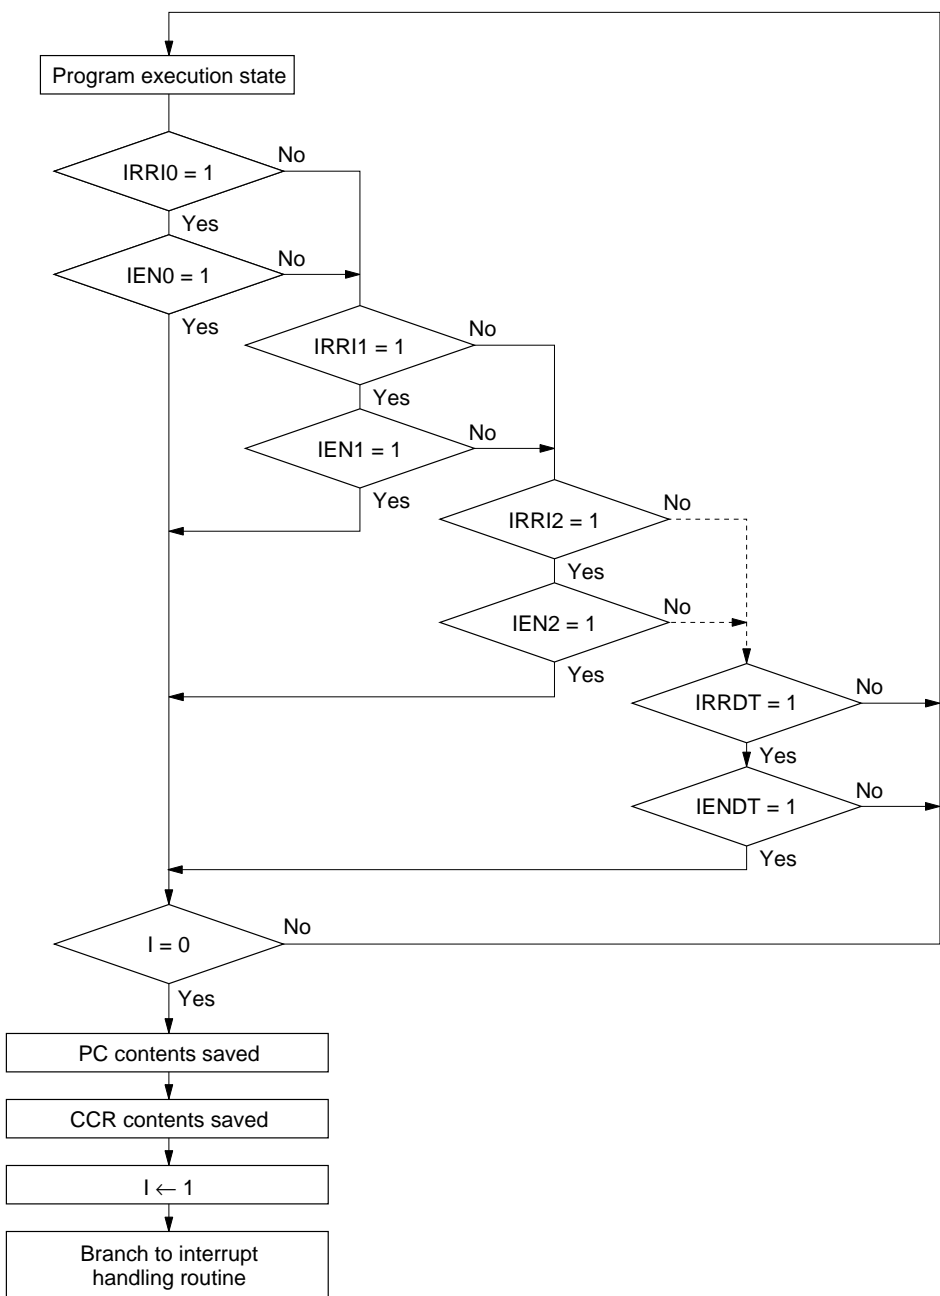 Program execution state
IRRI0 = 1
No
Yes
IEN0 = 1
No
Yes
IRRI1 = 1
No
Yes
IEN1 = 1
No
Yes
IRRI2 = 1
No
Yes
IEN2 = 1
No
Yes
IRRDT = 1
No
Yes
IENDT = 1
No
Yes
I = 0
No
Yes
PC contents saved
CCR contents saved
I ← 1
Branch to interrupt
handling routine